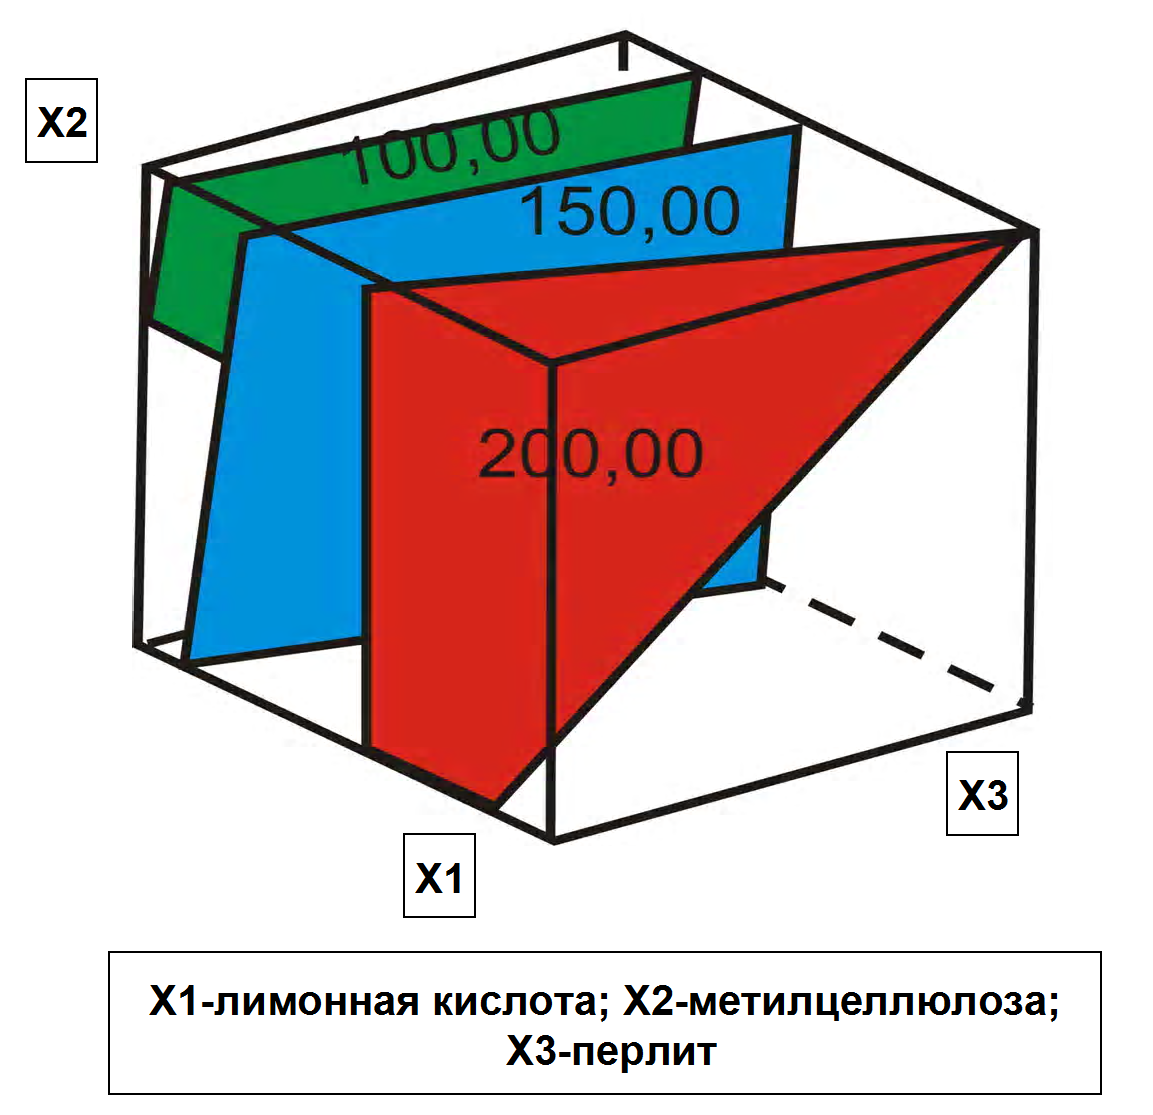 X2
100,00
150,00
200,00
X3
X1
X1-лимонная кислота; X2-метилцеллюлоза;
X3-перлит